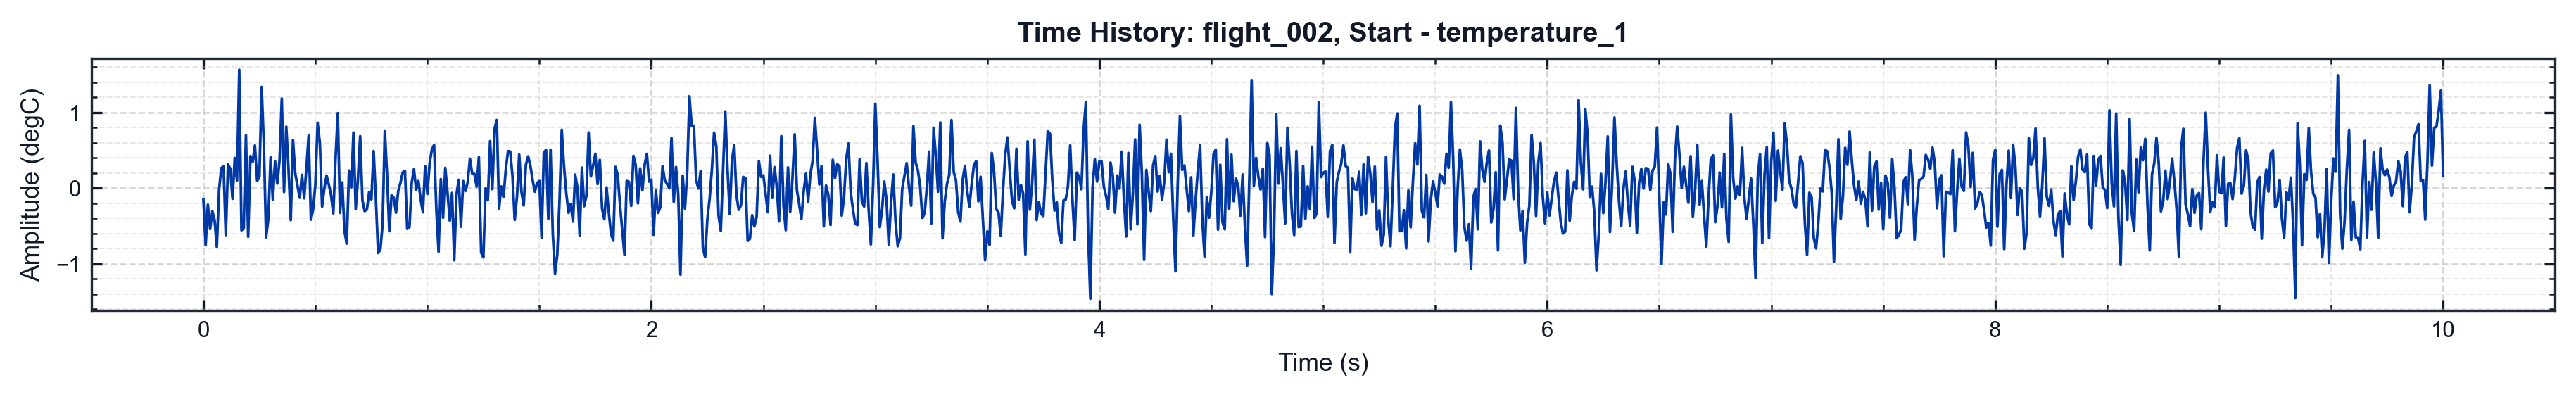 Time History: flight_002, Start - temperature_1
Amplitude (degC)
1
0
−1
0 2 4 6 8 10
Time (s)